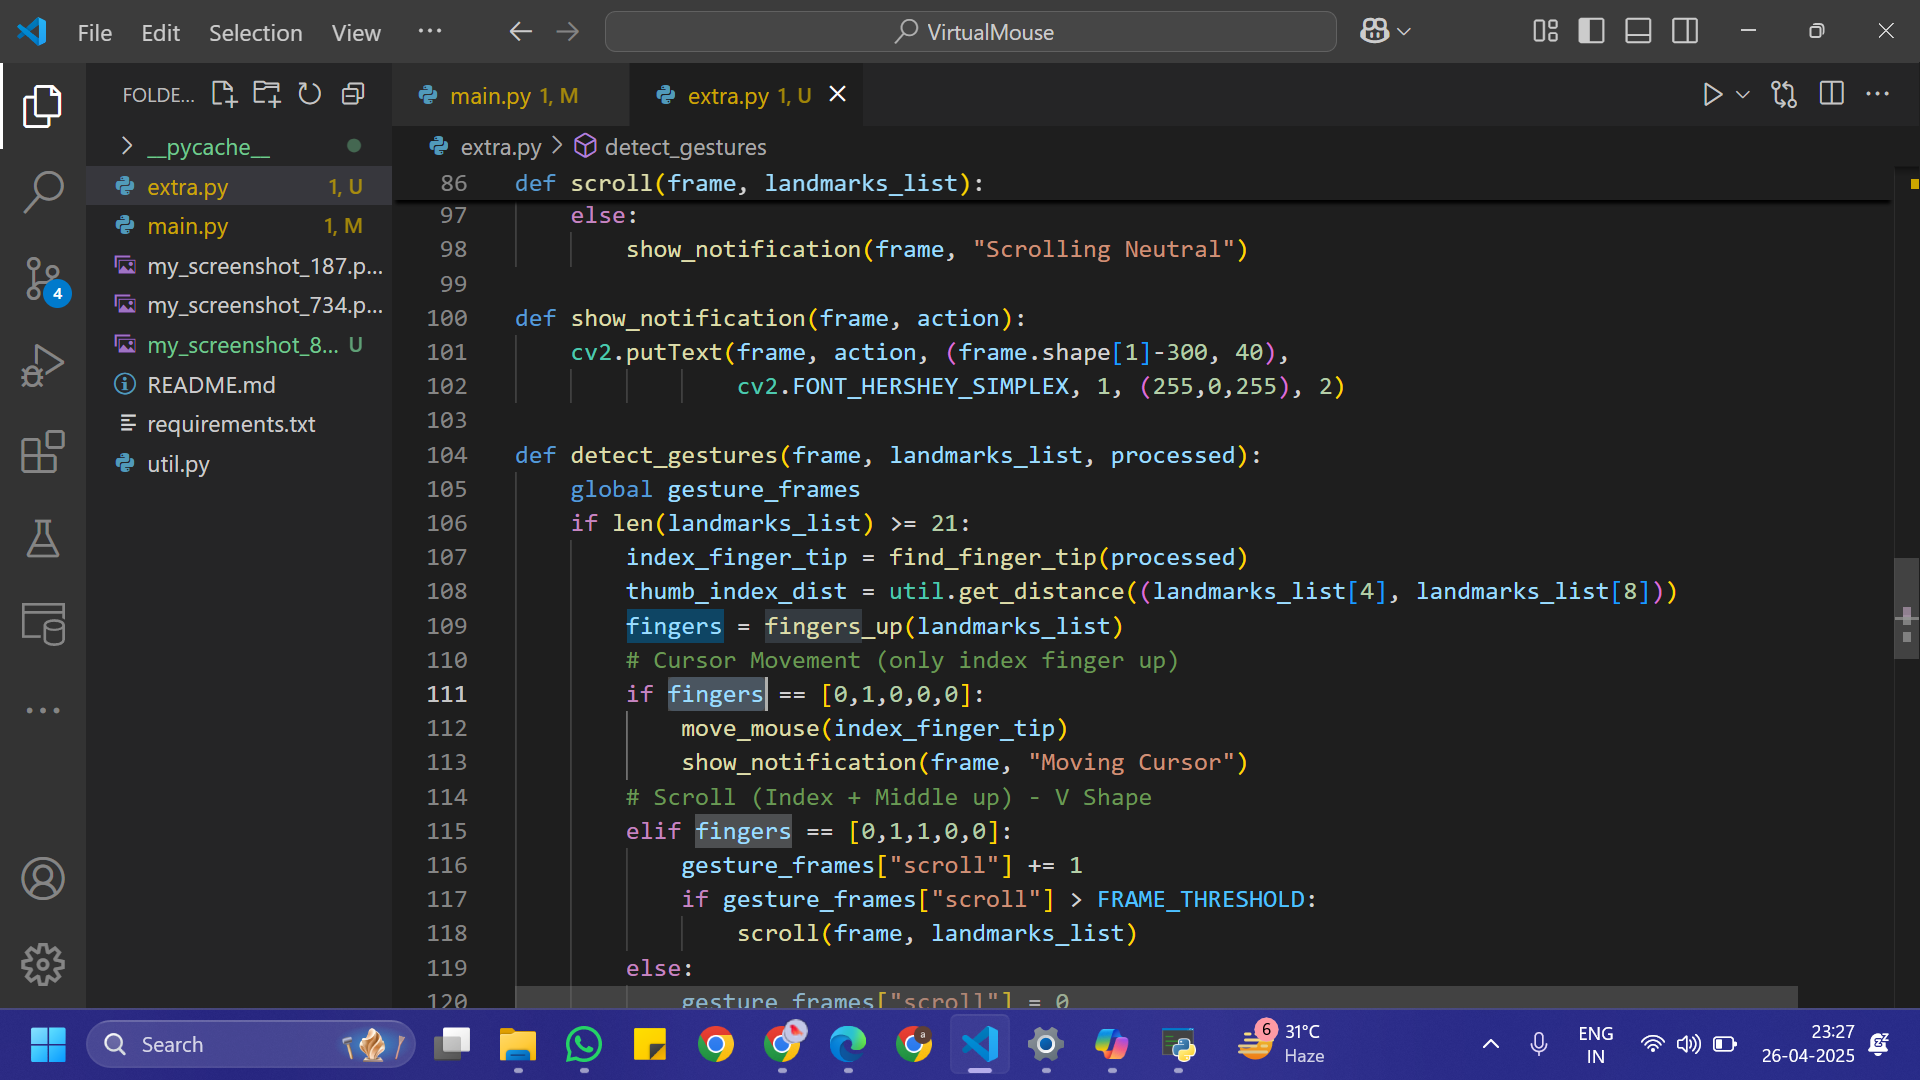 File Edit Selection View ···
VirtualMouse
FOLDE...
main.py 1, M
extra.py 1, U
__pycache__
extra.py 1, U
main.py 1, M
my_screenshot_187.p...
my_screenshot_734.p...
my_screenshot_8... U
README.md
requirements.txt
util.py
4
extra.py > detect_gestures
86 def scroll(frame, landmarks_list):
97 else:
98 show_notification(frame, "Scrolling Neutral")
99
100 def show_notification(frame, action):
101 cv2.putText(frame, action, (frame.shape[1]-300, 40),
102 cv2.FONT_HERSHEY_SIMPLEX, 1, (255,0,255), 2)
103
104 def detect_gestures(frame, landmarks_list, processed):
105 global gesture_frames
106 if len(landmarks_list) >= 21:
107 index_finger_tip = find_finger_tip(processed)
108 thumb_index_dist = util.get_distance((landmarks_list[4], landmarks_list[8]))
109 fingers = fingers_up(landmarks_list)
110 # Cursor Movement (only index finger up)
111 if fingers == [0,1,0,0,0]:
112 move_mouse(index_finger_tip)
113 show_notification(frame, "Moving Cursor")
114 # Scroll (Index + Middle up) - V Shape
115 elif fingers == [0,1,1,0,0]:
116 gesture_frames["scroll"] += 1
117 if gesture_frames["scroll"] > FRAME_THRESHOLD:
118 scroll(frame, landmarks_list)
119 else:
120 gesture_frames["scroll"] = 0
Search
a
6
31°C
Haze
ENG
IN
23:27
26-04-2025